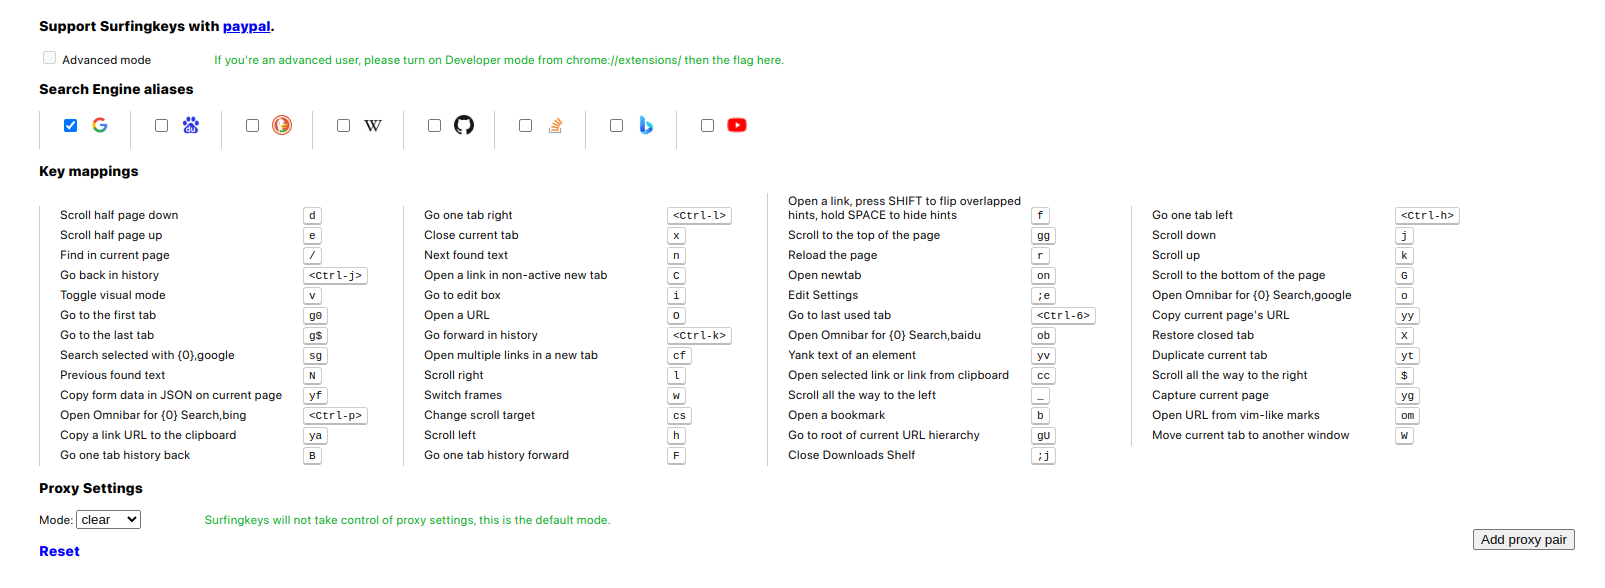 Support Surfingkeys with paypal.
Advanced mode If you're an advanced user, please turn on Developer mode from chrome://extensions/ then the flag here.
Search Engine aliases
Key mappings
Scroll half page down d
Scroll half page up e
Find in current page /
Go back in history <Ctrl-j>
Toggle visual mode v
Go to the first tab g0
Go to the last tab g$
Search selected with {0},google sg
Previous found text N
Copy form data in JSON on current page yf
Open Omnibar for {0} Search,bing <Ctrl-p>
Copy a link URL to the clipboard ya
Go one tab history back B
Go one tab right <Ctrl-l>
Close current tab x
Next found text n
Open a link in non-active new tab C
Go to edit box i
Open a URL O
Go forward in history <Ctrl-k>
Open multiple links in a new tab cf
Scroll right l
Switch frames w
Change scroll target cs
Scroll left h
Go one tab history forward F
Open a link, press SHIFT to flip overlapped
hints, hold SPACE to hide hints f
Scroll to the top of the page gg
Reload the page r
Open newtab on
Edit Settings ;e
Go to last used tab <Ctrl-6>
Open Omnibar for {0} Search,baidu ob
Yank text of an element yv
Open selected link or link from clipboard cc
Scroll all the way to the left _
Open a bookmark b
Go to root of current URL hierarchy gU
Close Downloads Shelf ;j
Go one tab left <Ctrl-h>
Scroll down j
Scroll up k
Scroll to the bottom of the page G
Open Omnibar for {0} Search,google o
Copy current page's URL yy
Restore closed tab X
Duplicate current tab yt
Scroll all the way to the right $
Capture current page yg
Open URL from vim-like marks om
Move current tab to another window W
Proxy Settings
Mode: clear Surfingkeys will not take control of proxy settings, this is the default mode.
Add proxy pair
Reset